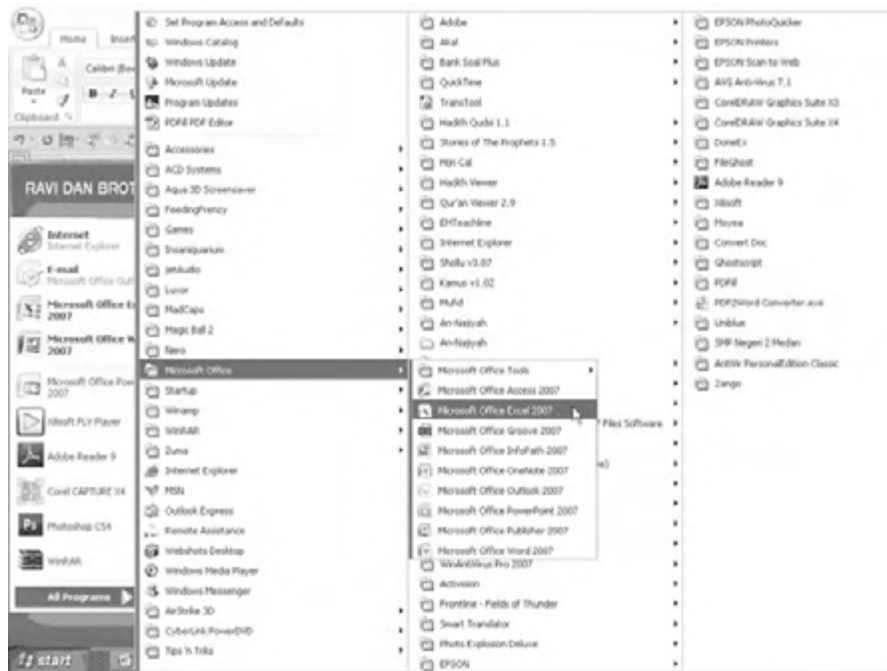 Home Insert
Calibri (Bo
Paste
B I U
Clipboard
RAVI DAN BROT
Internet
Internet Explorer
E-mail
Microsoft Office Out
Microsoft Office E
2007
Microsoft Office W
2007
Microsoft Office Pow
2007
Xilisoft FLV Player
Adobe Reader 9
Corel CAPTURE X4
Photoshop CS4
WinRAR
All Programs
start
Set Program Access and Defaults
Windows Catalog
Windows Update
Microsoft Update
Program Updates
PDFill PDF Editor
Accessories
ACD Systems
Aqua 3D Screensaver
FeedingFrenzy
Games
Insaniquarium
JetAudio
Luxor
MadCaps
Magic Ball 2
Nero
Microsoft Office
Startup
Winamp
WinRAR
Zuma
Internet Explorer
MSN
Outlook Express
Remote Assistance
Webshots Desktop
Windows Media Player
Windows Messenger
AirStrike 3D
CyberLink PowerDVD
Tips 'n Triks
Adobe
Akal
Bank Soal Plus
QuickTime
TransTool
Hadith Qudsi 1.1
Stories of The Prophets 1.5
Hijri Cal
Hadith Viewer
Qur'an Viewer 2.9
EMTeachline
Internet Explorer
Shollu v3.07
Kamus v1.02
Mufid
An-Najiyah
An-Najiyah
Microsoft Office Tools
Microsoft Office Access 2007
Microsoft Office Excel 2007
Microsoft Office Groove 2007
Microsoft Office InfoPath 2007
Microsoft Office OneNote 2007
Microsoft Office Outlook 2007
Microsoft Office PowerPoint 2007
Microsoft Office Publisher 2007
Microsoft Office Word 2007
Files Software
WinAntiVirus Pro 2007
Activision
Frontline - Fields of Thunder
Smart Translator
Photo Explosion Deluxe
EPSON
EPSON PhotoQuicker
EPSON Printers
EPSON Scan to Web
AVG Anti-Virus 7.1
CorelDRAW Graphics Suite X3
CorelDRAW Graphics Suite X4
DoneEx
FileGhost
Adobe Reader 9
Xilisoft
Moyea
Convert Doc
Ghostscript
PDFill
PDF2Word Converter.exe
Uniblue
SMP Negeri 2 Medan
AntiVir PersonalEdition Classic
Zango